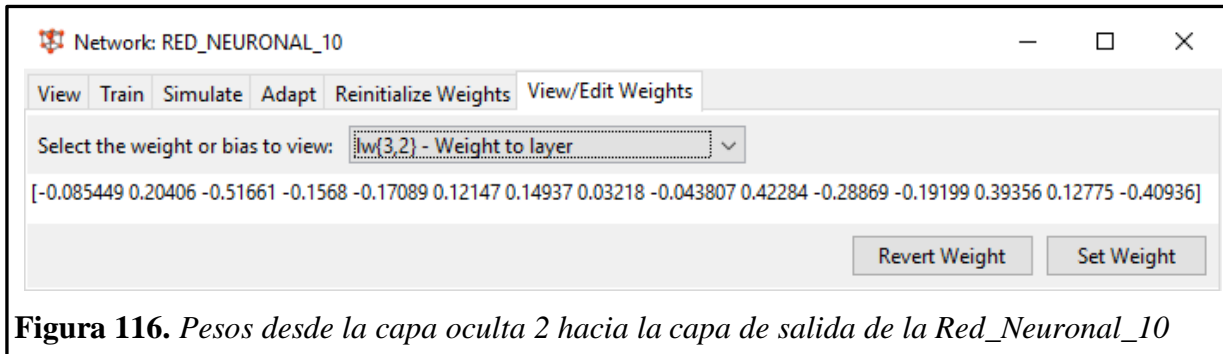 Network: RED_NEURONAL_10
View Train Simulate Adapt Reinitialize Weights View/Edit Weights
Select the weight or bias to view: lw{3,2} - Weight to layer
[-0.085449 0.20406 -0.51661 -0.1568 -0.17089 0.12147 0.14937 0.03218 -0.043807 0.42284 -0.28869 -0.19199 0.39356 0.12775 -0.40936]
Revert Weight Set Weight
Figura 116. Pesos desde la capa oculta 2 hacia la capa de salida de la Red_Neuronal_10